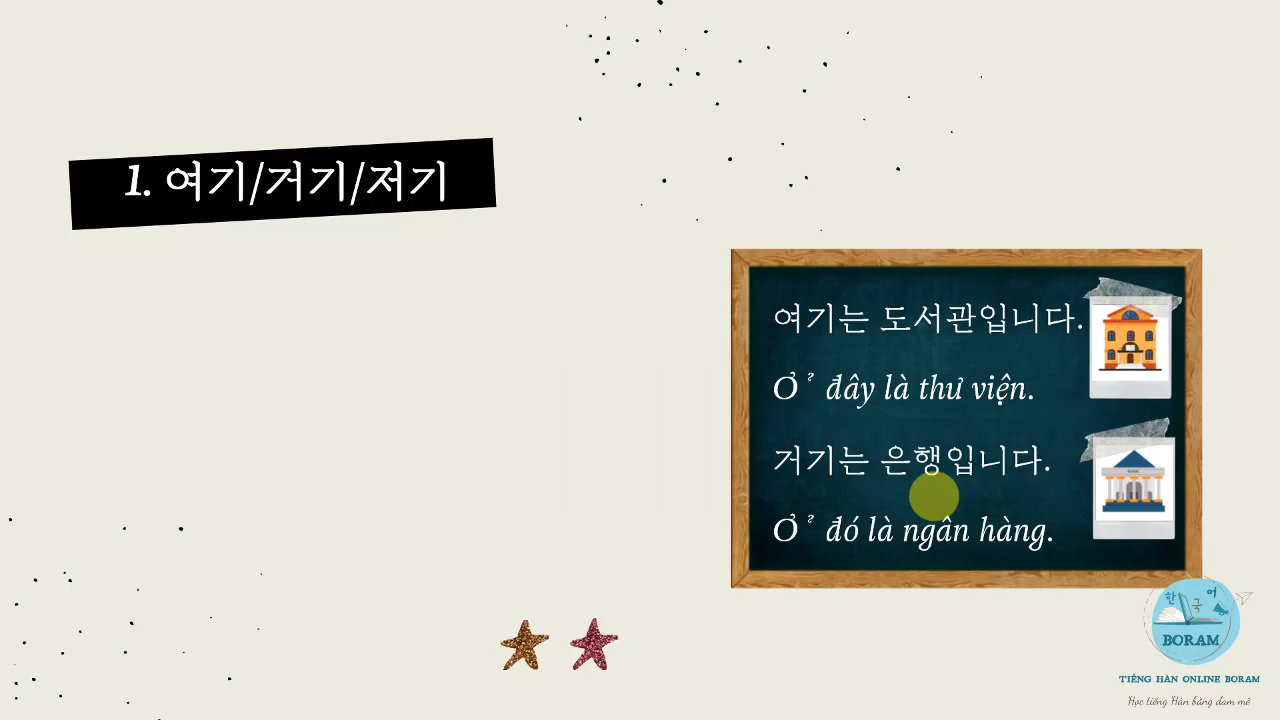 1. 여기/거기/저기
여기는 도서관입니다.
Ở ̉ đây là thư viện.
거기는 은행입니다.
Ở ̉ đó là ngân hàng.
한
국
어
BORAM
TIẾNG HÀN ONLINE BORAM
Học tiếng Hàn bằng đam mê